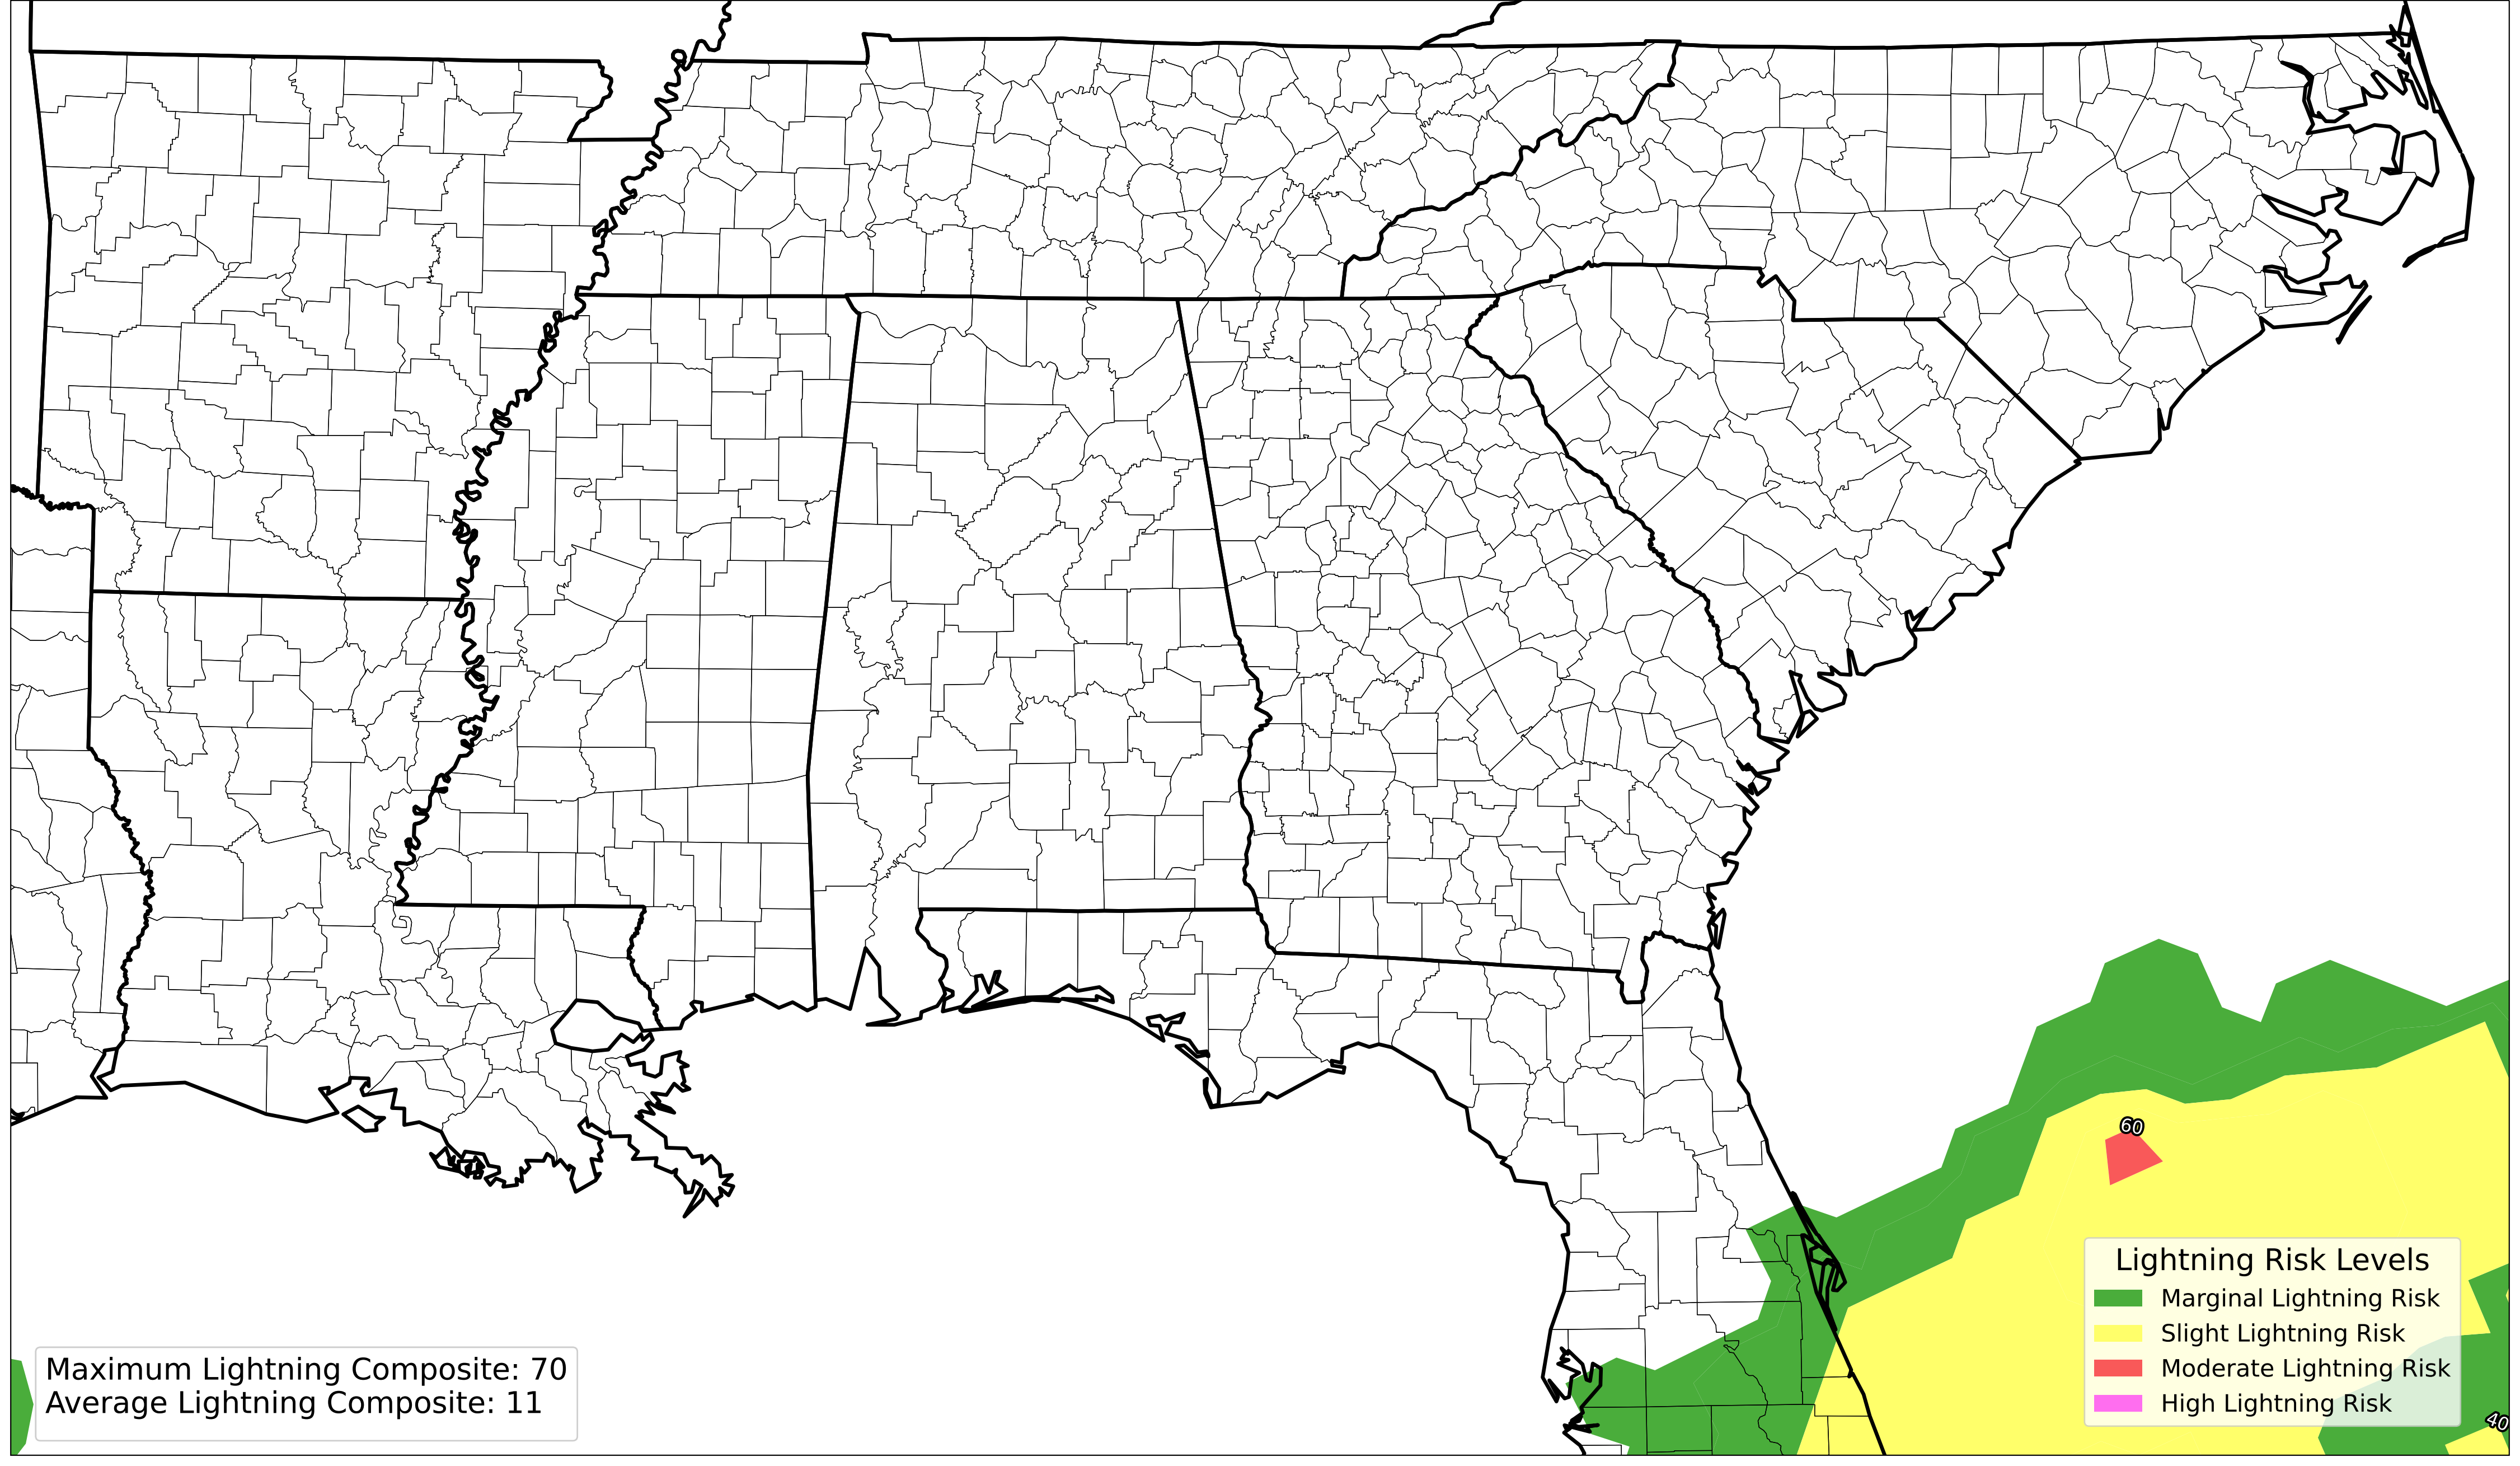 60
Lightning Risk Levels
Marginal Lightning Risk
Slight Lightning Risk
Moderate Lightning Risk
High Lightning Risk
Maximum Lightning Composite: 70
Average Lightning Composite: 11
40